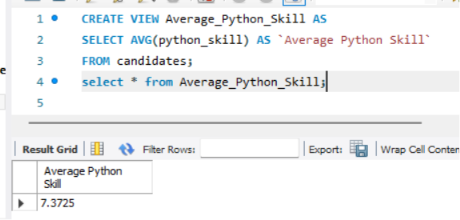 1 CREATE VIEW Average_Python_Skill AS
2 SELECT AVG(python_skill) AS `Average Python Skill`
3 FROM candidates;
4 select * from Average_Python_Skill;
5
Result Grid Filter Rows: Export: Wrap Cell Conten
Average Python
Skill
7.3725